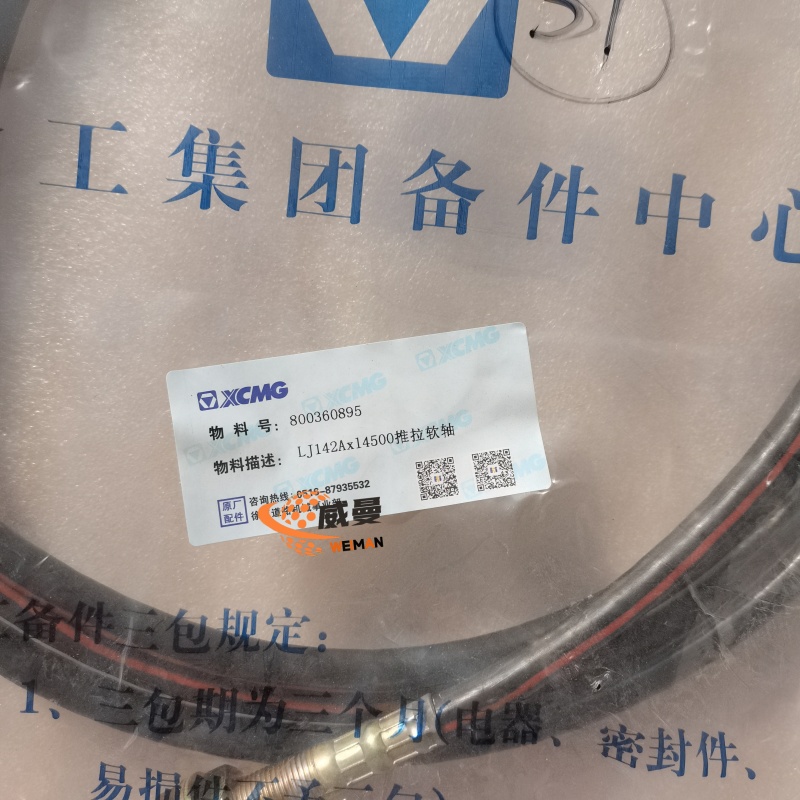 工集团备件中心
XCMG
XCMG
XCMG
物料号：800360895
物料描述：LJ142Ax14500推拉软轴
原厂配件
咨询热线：0516-87935532
威曼
WEMAN
备件三包规定：
1、三包期为三个月(电器、密封件、
易损件不